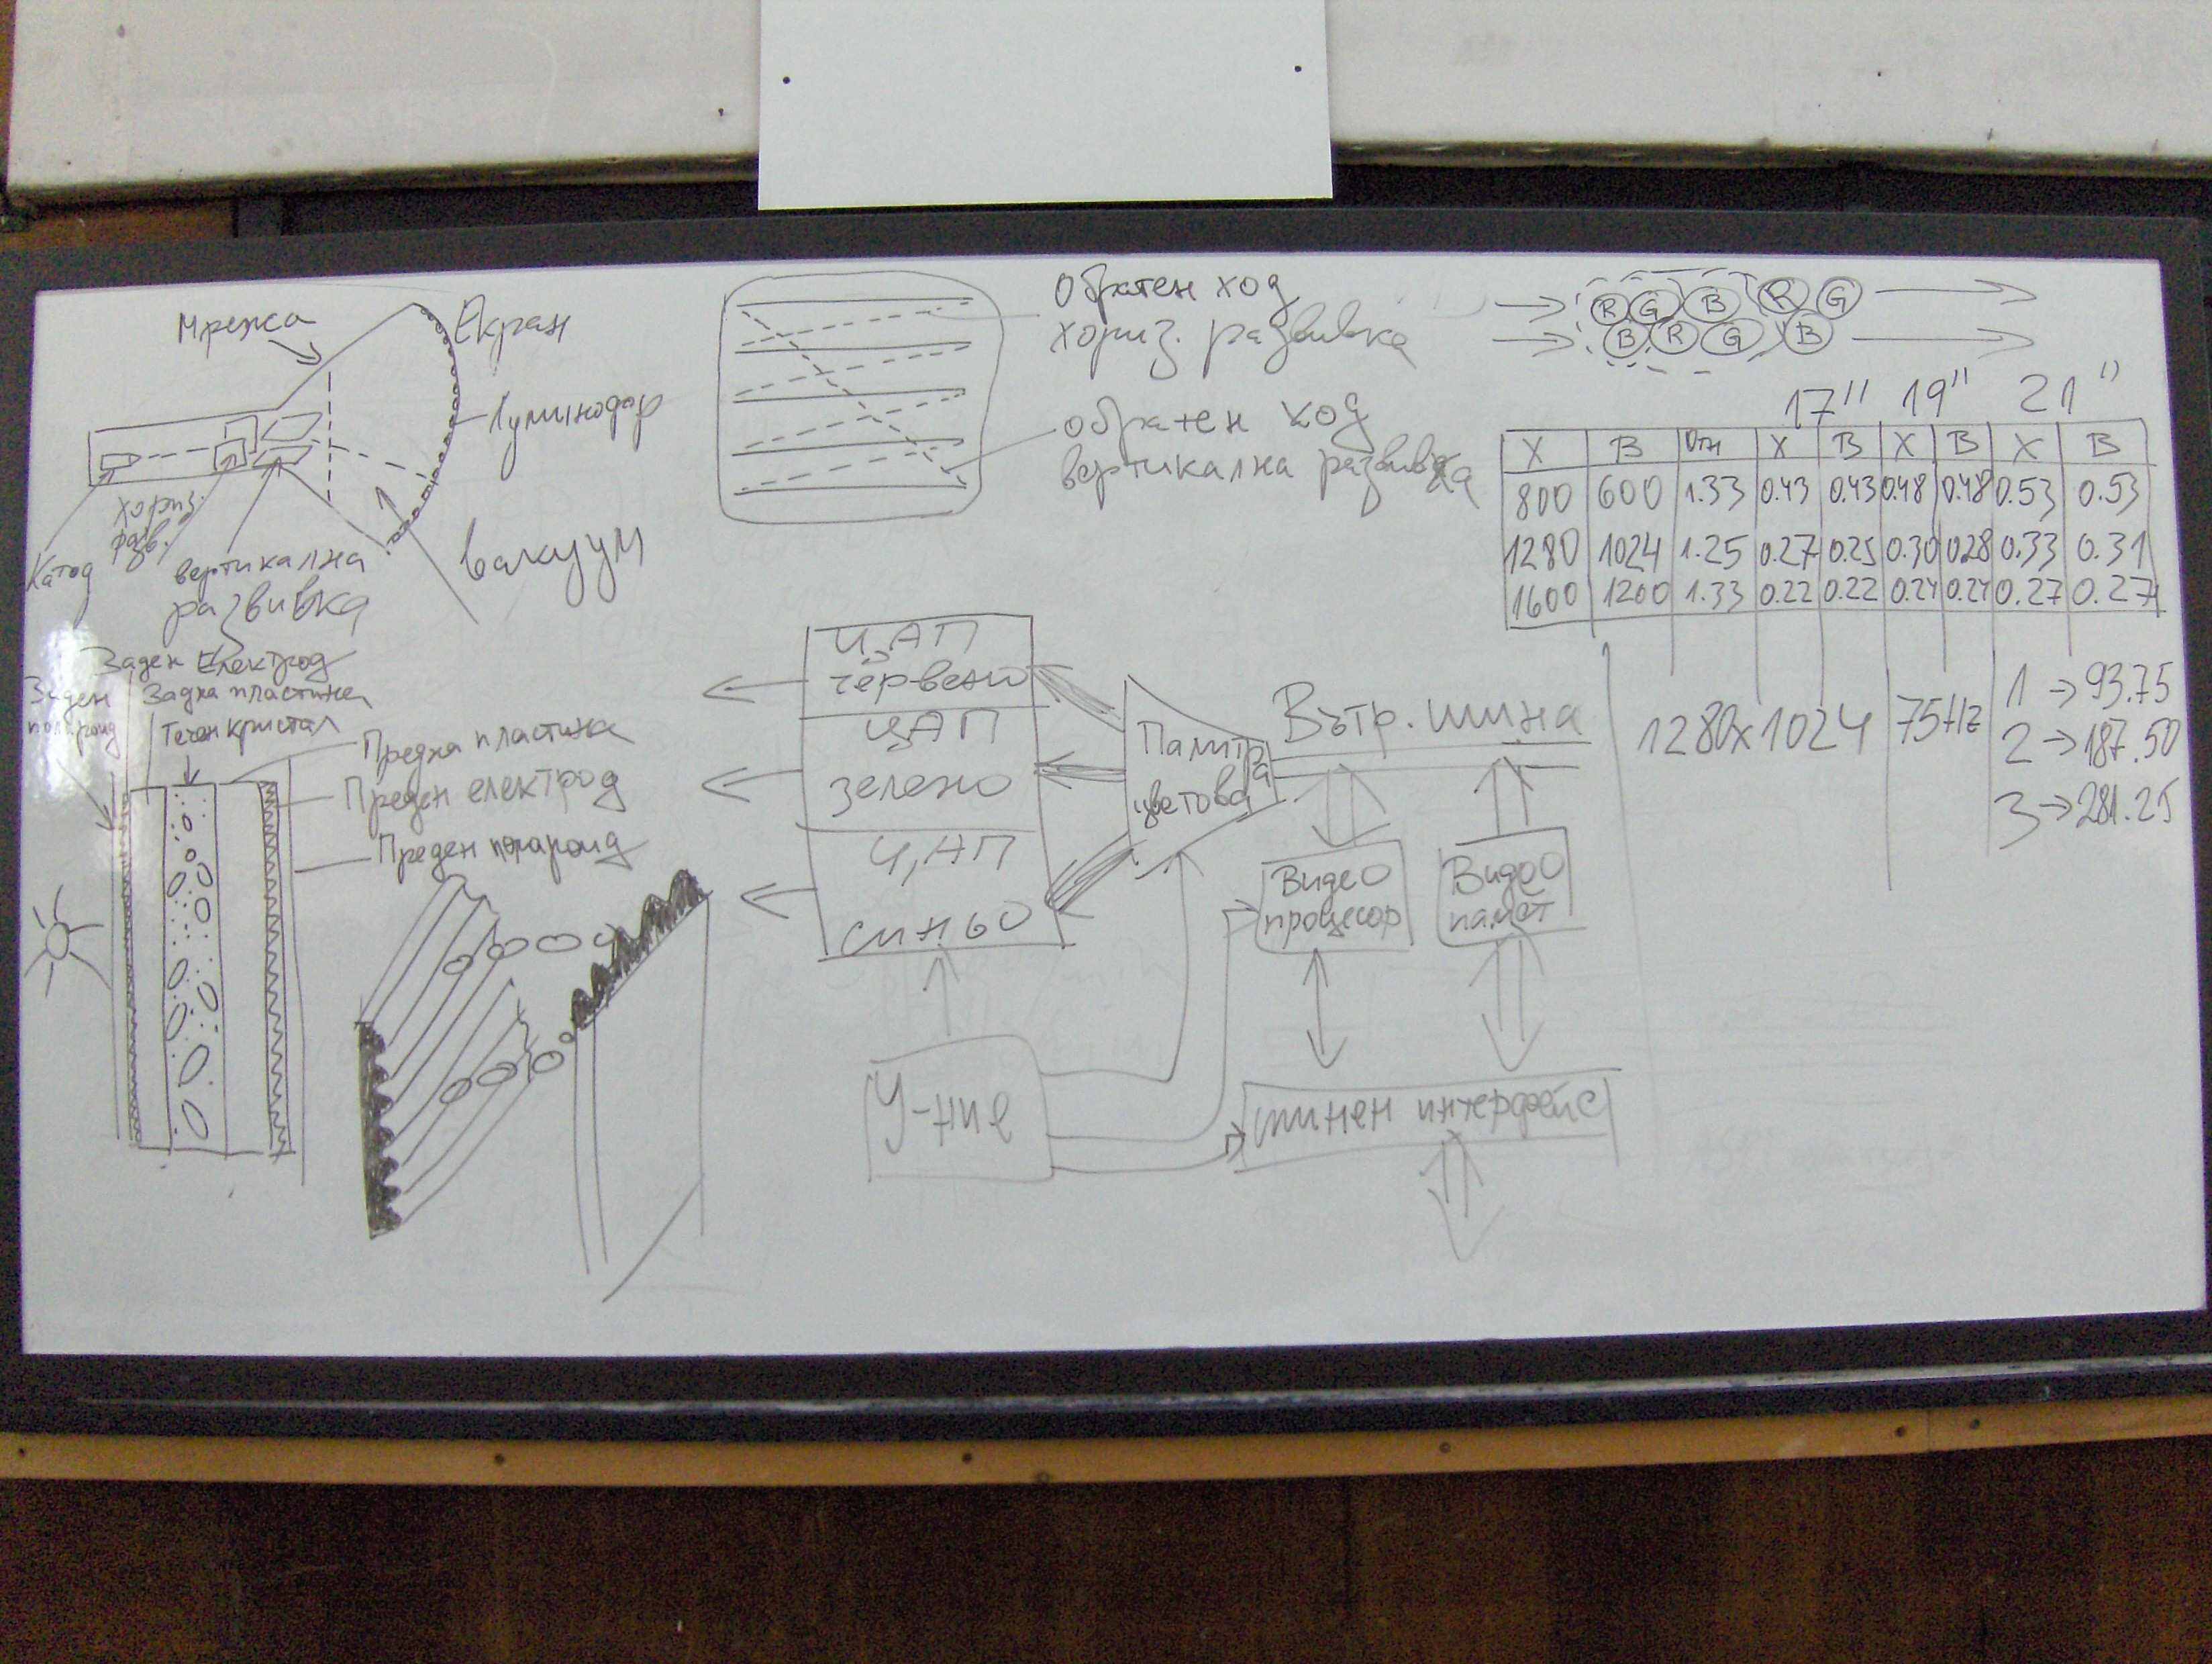 Мрежа
Екран
Луминофор
хориз.
разв.
Катод
вертикална
развивка
вакуум
обратен ход
хориз. развивка
обратен ход
вертикална развивка
R G B R G
B R G B
17" 19" 21"
X B Отн X B X B X B
800 600 1.33 0.43 0.43 0.48 0.48 0.53 0.53
1280 1024 1.25 0.27 0.25 0.30 0.28 0.33 0.31
1600 1200 1.33 0.22 0.22 0.24 0.24 0.27 0.27
1280x1024 75Hz
1 → 93.75
2 → 187.50
3 → 281.25
Заден Електрод
Заден
поляроид
Задна пластина
Течен кристал
Предна пластина
Преден електрод
Преден поляроид
ЦАП
червено
ЦАП
зелено
ЦАП
синьо
Палитра
цветова
Вътр. шина
Видео
процесор
Видео
памет
У-ние
шинен интерфейс